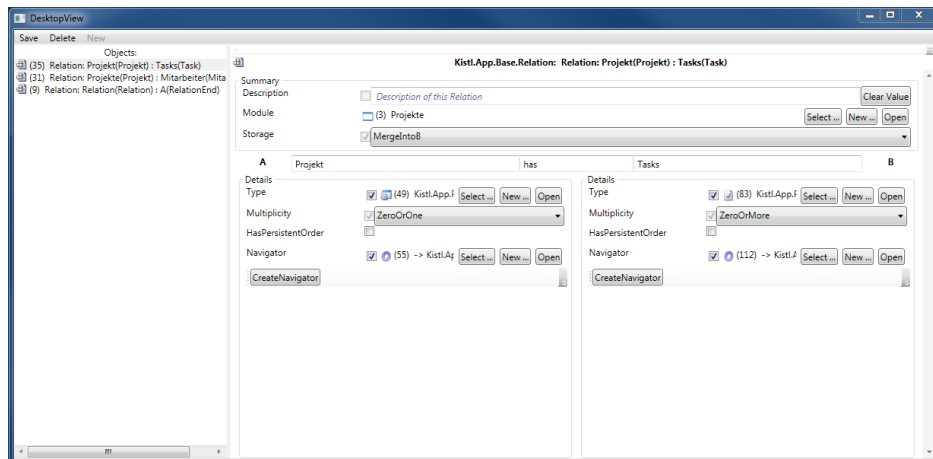 DesktopView
Save Delete New
Objects:
(35) Relation: Projekt(Projekt) : Tasks(Task)
(31) Relation: Projekte(Projekt) : Mitarbeiter(Mita
(9) Relation: Relation(Relation) : A(RelationEnd)
Kistl.App.Base.Relation: Relation: Projekt(Projekt) : Tasks(Task)
Summary
Description Description of this Relation Clear Value
Module (3) Projekte Select ... New ... Open
Storage MergeIntoB
A Projekt has Tasks B
Details
Type (49) Kistl.App.F Select ... New ... Open
Multiplicity ZeroOrOne
HasPersistentOrder
Navigator (55) -> Kistl.Ap Select ... New ... Open
CreateNavigator
Details
Type (83) Kistl.App.F Select ... New ... Open
Multiplicity ZeroOrMore
HasPersistentOrder
Navigator (112) -> Kistl.A Select ... New ... Open
CreateNavigator